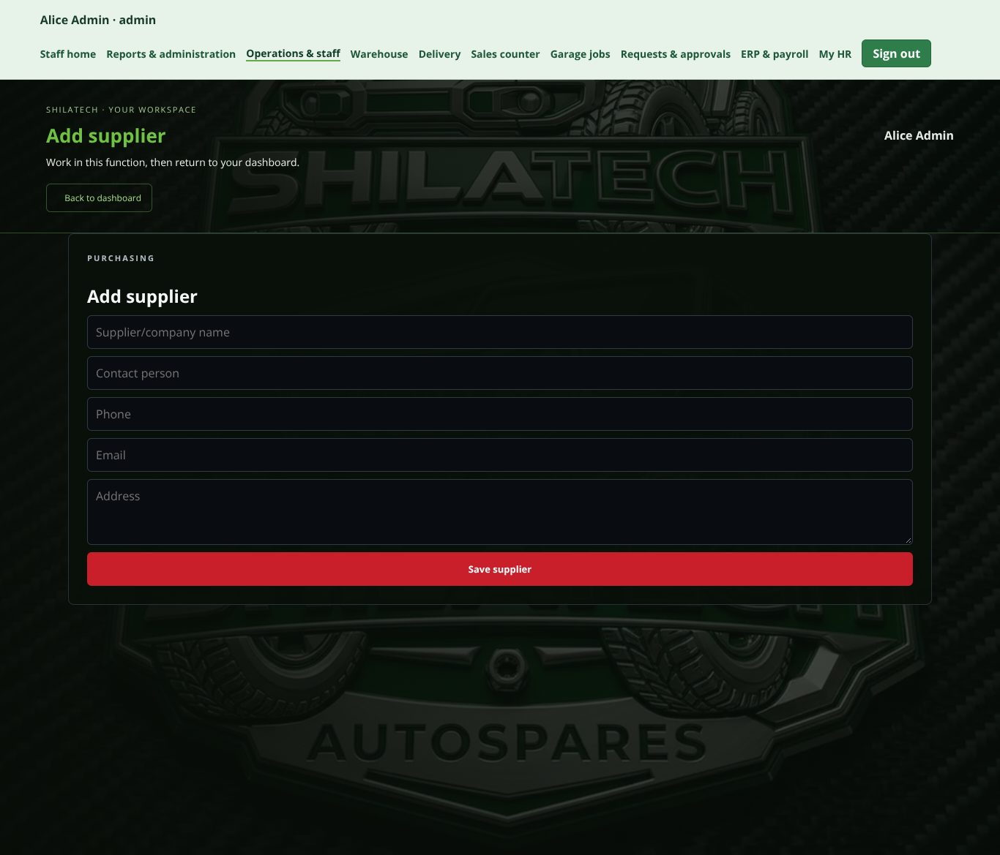 Alice Admin · admin
Staff home Reports & administration Operations & staff Warehouse Delivery Sales counter Garage jobs Requests & approvals ERP & payroll My HR Sign out
SHILATECH · YOUR WORKSPACE
Add supplier
Alice Admin
Work in this function, then return to your dashboard.
SHILATECH
Back to dashboard
PURCHASING
Add supplier
Supplier/company name
Contact person
Phone
Email
Address
Save supplier
AUTOSPARES